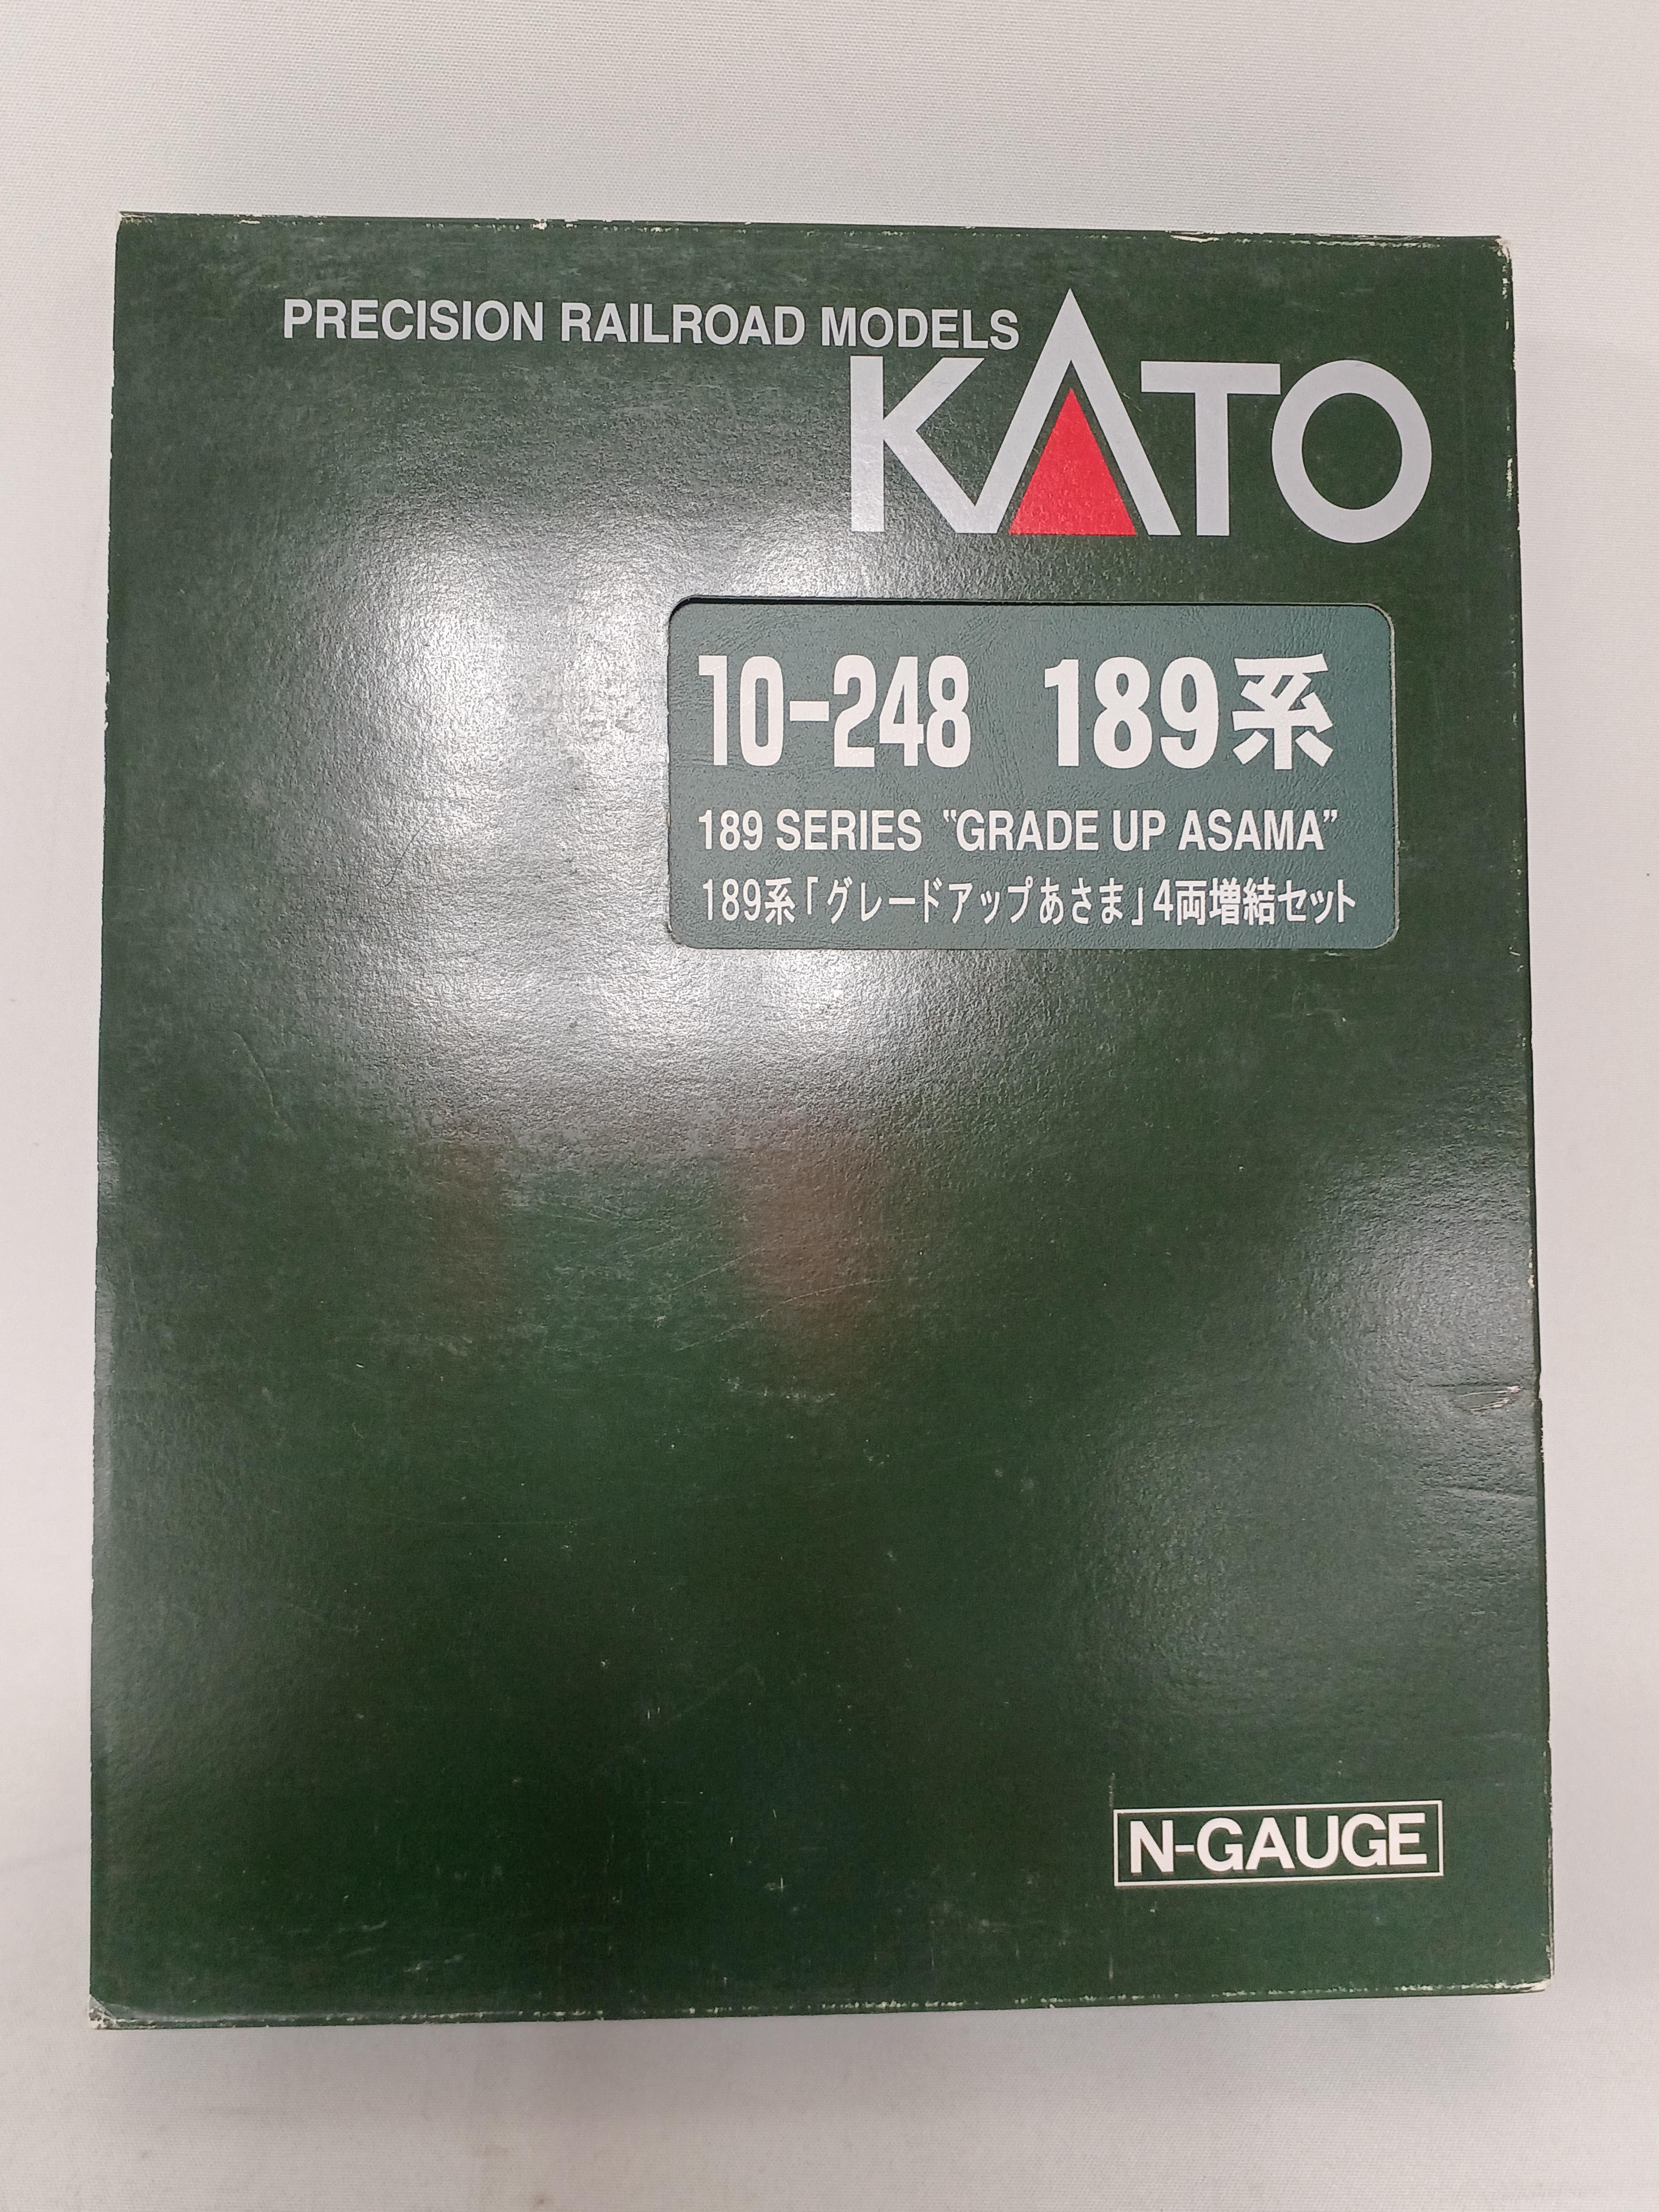 PRECISION RAILROAD MODELS
KATO
10-248 189系
189 SERIES "GRADE UP ASAMA"
189系「グレードアップあさま」4両増結セット
N-GAUGE